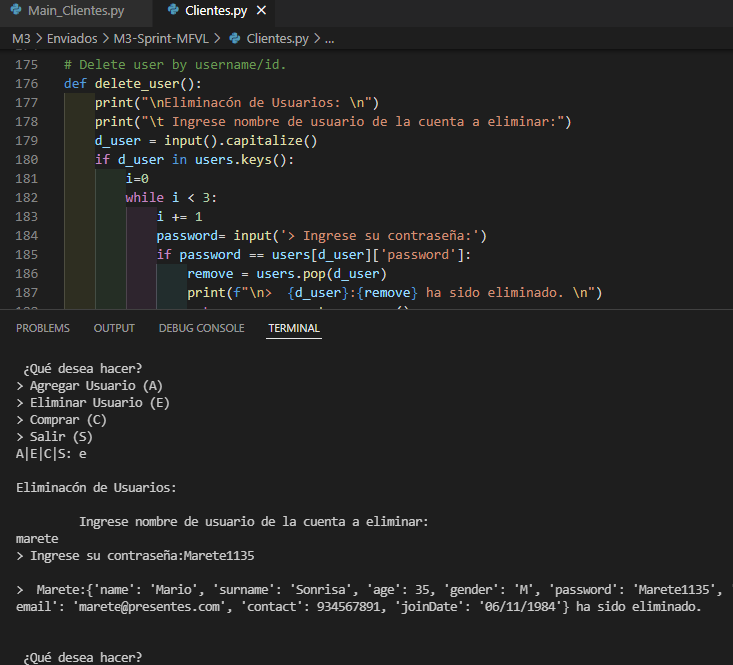 Main_Clientes.py Clientes.py
M3 > Enviados > M3-Sprint-MFVL > Clientes.py > ...
175 # Delete user by username/id.
176 def delete_user():
177 print("\nEliminacón de Usuarios: \n")
178 print("\t Ingrese nombre de usuario de la cuenta a eliminar:")
179 d_user = input().capitalize()
180 if d_user in users.keys():
181 i=0
182 while i < 3:
183 i += 1
184 password= input('> Ingrese su contraseña:')
185 if password == users[d_user]['password']:
186 remove = users.pop(d_user)
187 print(f"\n>  {d_user}:{remove} ha sido eliminado. \n")
PROBLEMS OUTPUT DEBUG CONSOLE TERMINAL
¿Qué desea hacer?
> Agregar Usuario (A)
> Eliminar Usuario (E)
> Comprar (C)
> Salir (S)
A|E|C|S: e
Eliminacón de Usuarios:
Ingrese nombre de usuario de la cuenta a eliminar:
marete
> Ingrese su contraseña:Marete1135
>  Marete:{'name': 'Mario', 'surname': 'Sonrisa', 'age': 35, 'gender': 'M', 'password': 'Marete1135', '
email': 'marete@presentes.com', 'contact': 934567891, 'joinDate': '06/11/1984'} ha sido eliminado.
¿Qué desea hacer?